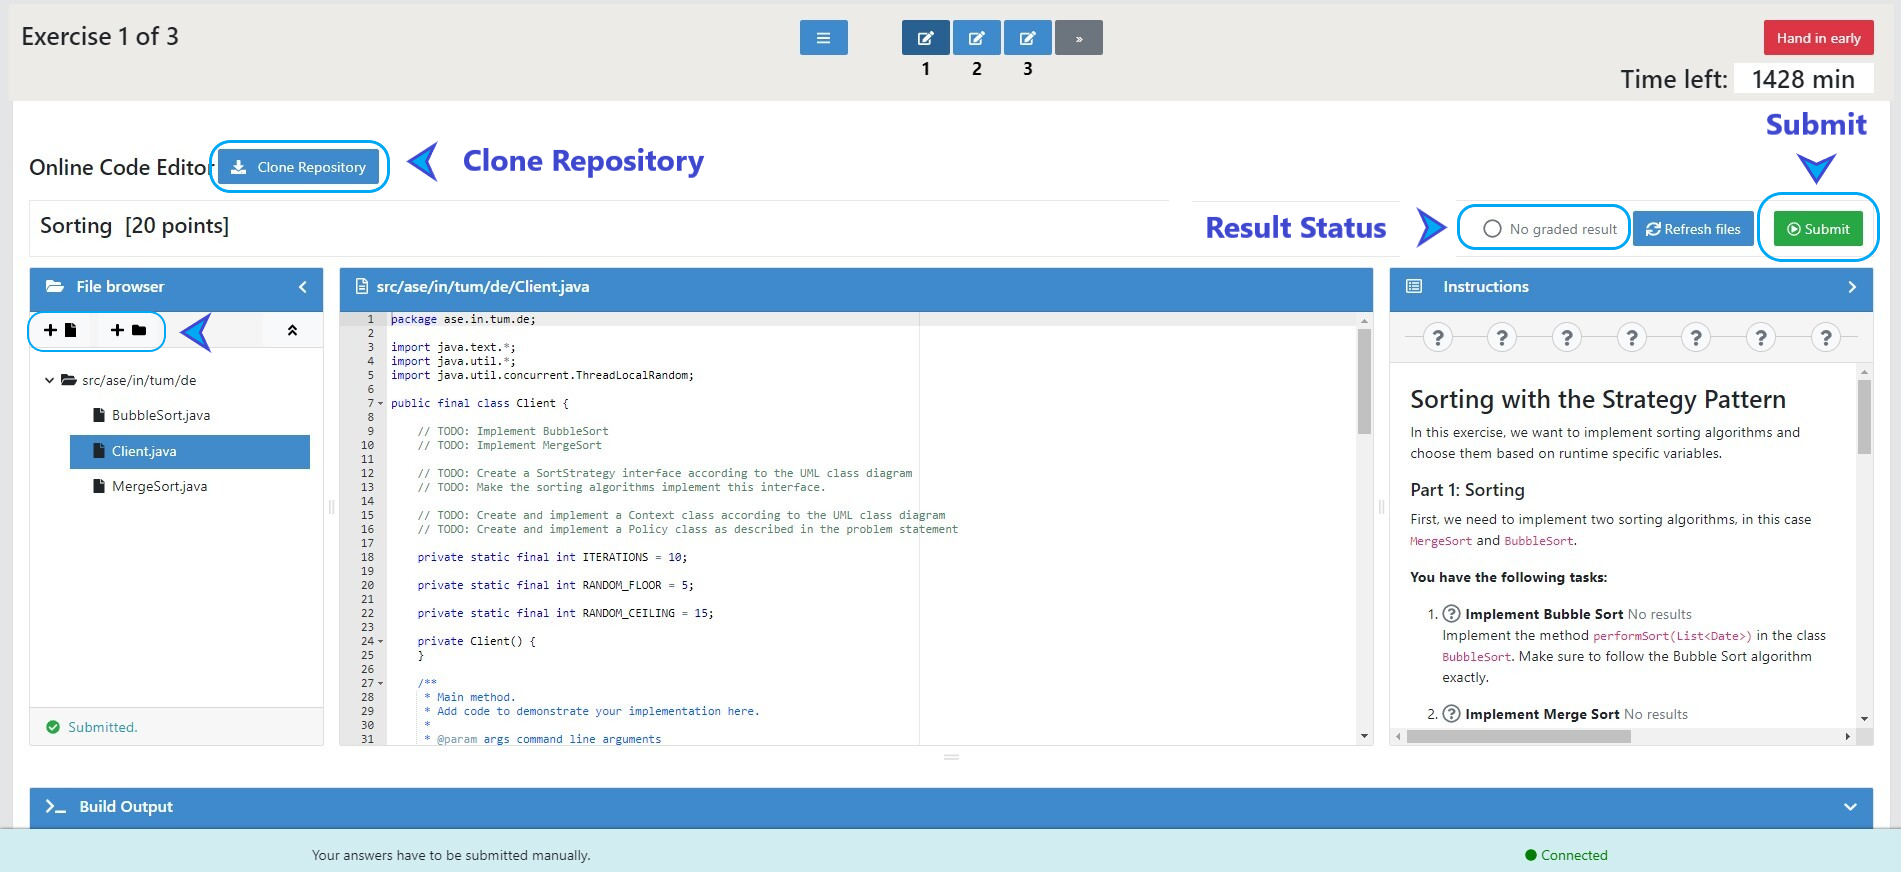 Exercise 1 of 3
»
Hand in early
1 2 3
Time left: 1428 min
Submit
Online Code Editor
Clone Repository
Clone Repository
Sorting [20 points]
Result Status
No graded result
Refresh files
Submit
File browser
src/ase/in/tum/de/Client.java
Instructions
? ? ? ? ? ? ?
src/ase/in/tum/de
BubbleSort.java
Client.java
MergeSort.java
Submitted.
1 package ase.in.tum.de;
2
3 import java.text.*;
4 import java.util.*;
5 import java.util.concurrent.ThreadLocalRandom;
6
7 public final class Client {
8
9 // TODO: Implement BubbleSort
10 // TODO: Implement MergeSort
11
12 // TODO: Create a SortStrategy interface according to the UML class diagram
13 // TODO: Make the sorting algorithms implement this interface.
14
15 // TODO: Create and implement a Context class according to the UML class diagram
16 // TODO: Create and implement a Policy class as described in the problem statement
17
18 private static final int ITERATIONS = 10;
19
20 private static final int RANDOM_FLOOR = 5;
21
22 private static final int RANDOM_CEILING = 15;
23
24 private Client() {
25 }
26
27 /**
28 * Main method.
29 * Add code to demonstrate your implementation here.
30 *
31 * @param args command line arguments
Sorting with the Strategy Pattern
In this exercise, we want to implement sorting algorithms and
choose them based on runtime specific variables.
Part 1: Sorting
First, we need to implement two sorting algorithms, in this case
MergeSort and BubbleSort.
You have the following tasks:
1. ? Implement Bubble Sort No results
Implement the method performSort(List<Date>) in the class
BubbleSort. Make sure to follow the Bubble Sort algorithm
exactly.
2. ? Implement Merge Sort No results
Build Output
Your answers have to be submitted manually.
Connected